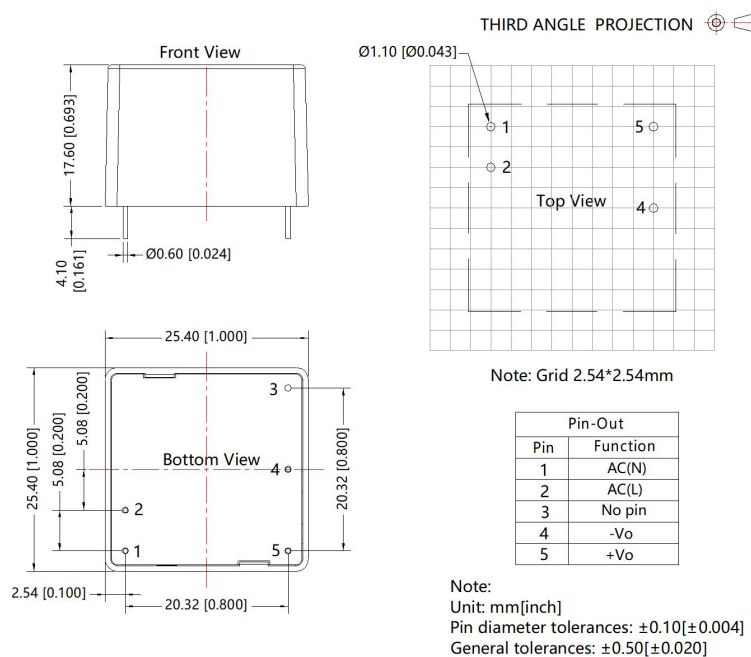 THIRD ANGLE PROJECTION
Front View
Ø1.10 [Ø0.043]
17.60 [0.693]
4.10
[0.161]
Ø0.60 [0.024]
1
2
5
4
Top View
Note: Grid 2.54*2.54mm
25.40 [1.000]
25.40 [1.000]
5.08 [0.200]
5.08 [0.200]
Bottom View
3
4
2
1
5
20.32 [0.800]
2.54 [0.100]
20.32 [0.800]
Pin-Out
Pin Function
1 AC(N)
2 AC(L)
3 No pin
4 -Vo
5 +Vo
Note:
Unit: mm[inch]
Pin diameter tolerances: ±0.10[±0.004]
General tolerances: ±0.50[±0.020]